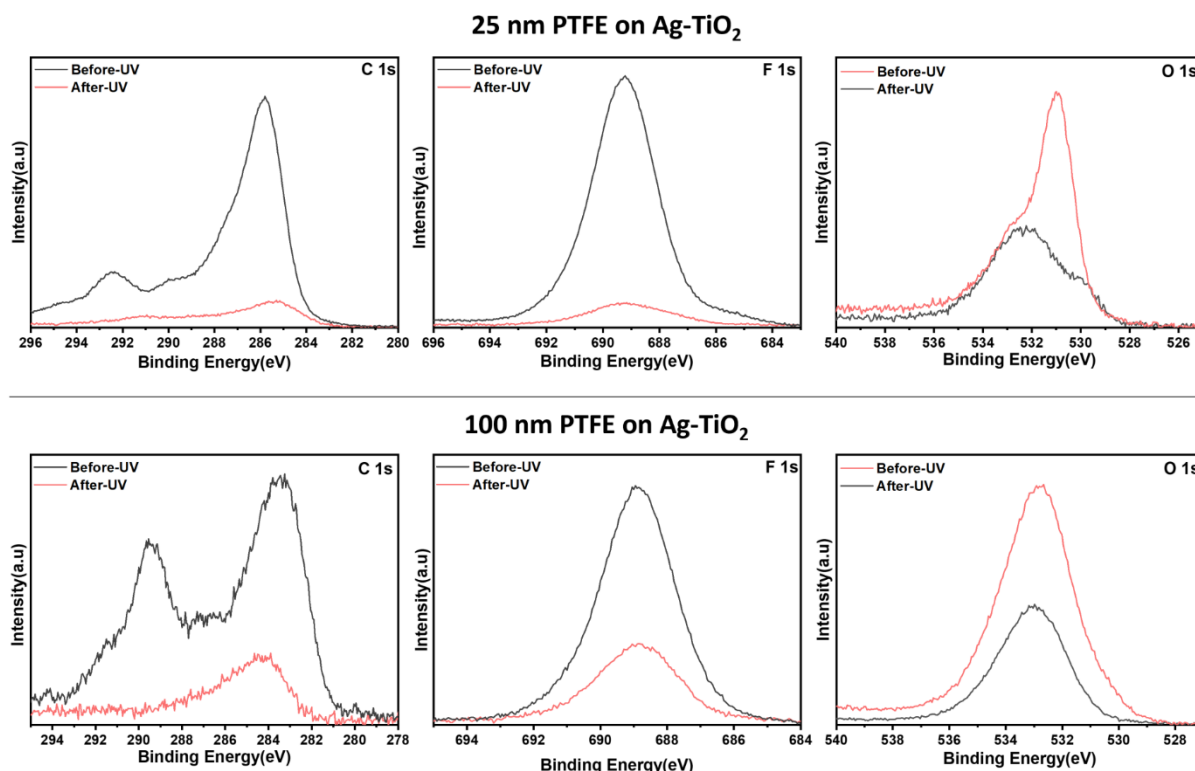 25 nm PTFE on Ag-TiO₂
Before-UV
After-UV
C 1s
Intensity(a.u)
296 294 292 290 288 286 284 282 280
Binding Energy(eV)
Before-UV
After-UV
F 1s
Intensity(a.u)
696 692 690 688 686 684
Binding Energy(eV)
Before-UV
After-UV
O 1s
Intensity(a.u)
540 538 536 534 532 530 528 526
Binding Energy(eV)
100 nm PTFE on Ag-TiO₂
Before-UV
After-UV
C 1s
Intensity(a.u)
294 292 290 288 286 284 282 280 278
Binding Energy(eV)
Before-UV
After-UV
F 1s
Intensity(a.u)
694 692 690 688 686 684
Binding Energy(eV)
Before-UV
After-UV
O 1s
Intensity(a.u)
540 538 536 534 532 530 528
Binding Energy(eV)